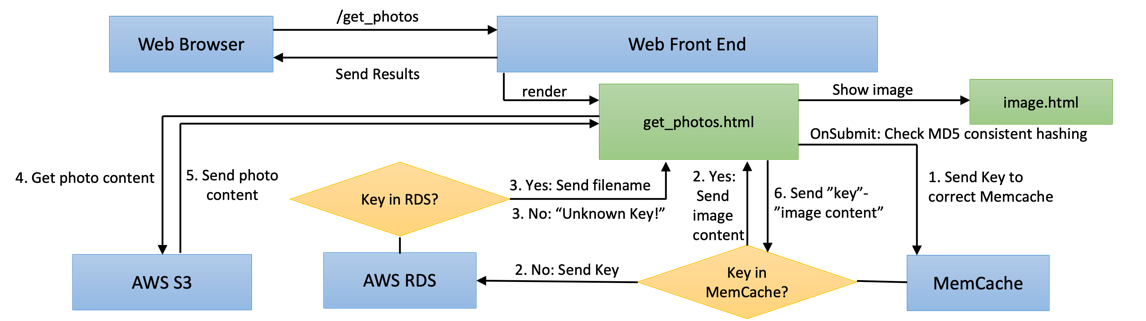 /get_photos
Web Browser
Web Front End
Send Results
render
Show image
image.html
get_photos.html
OnSubmit: Check MD5 consistent hashing
4. Get photo content
5. Send photo
content
Key in RDS?
3. Yes: Send filename
3. No: “Unknown Key!”
2. Yes:
Send
image
content
6. Send ”key”-
”image content”
1. Send Key to
correct Memcache
AWS S3
AWS RDS
2. No: Send Key
Key in
MemCache?
MemCache